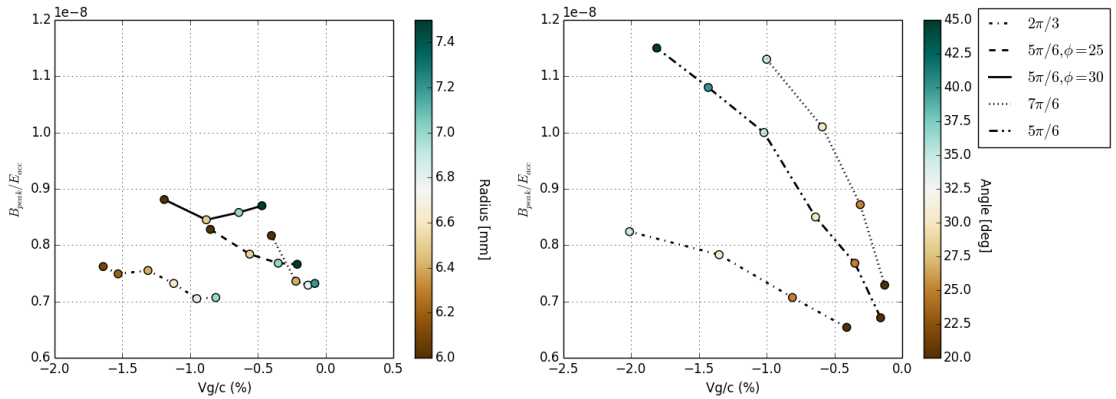 1e−8
1.2
1.1
1.0
0.9
0.8
0.7
0.6
−2.0 −1.5 −1.0 −0.5 0.0 0.5
Vg/c (%)
B_peak/E_acc
7.4
7.2
7.0
6.8
6.6
6.4
6.2
6.0
Radius [mm]
1e−8
1.2
1.1
1.0
0.9
0.8
0.7
0.6
−2.5 −2.0 −1.5 −1.0 −0.5 0.0
Vg/c (%)
B_peak/E_acc
45.0
42.5
40.0
37.5
35.0
32.5
30.0
27.5
25.0
22.5
20.0
Angle [deg]
2π/3
5π/6,ϕ=25
5π/6,ϕ=30
7π/6
5π/6